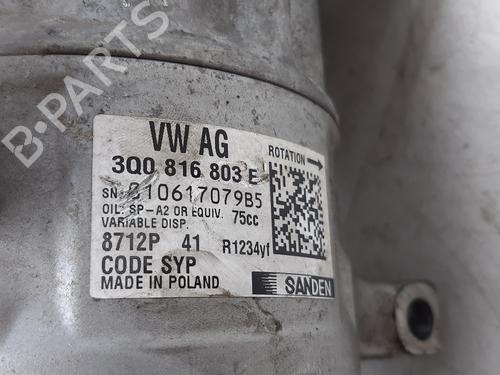 B-PARTS
VW AG
3Q0 816 803 E
ROTATION
SN: 210617079B5
OIL: SP-A2 OR EQUIV. 75cc
VARIABLE DISP.
8712P 41 R1234yf
CODE SYP
MADE IN POLAND
SANDEN